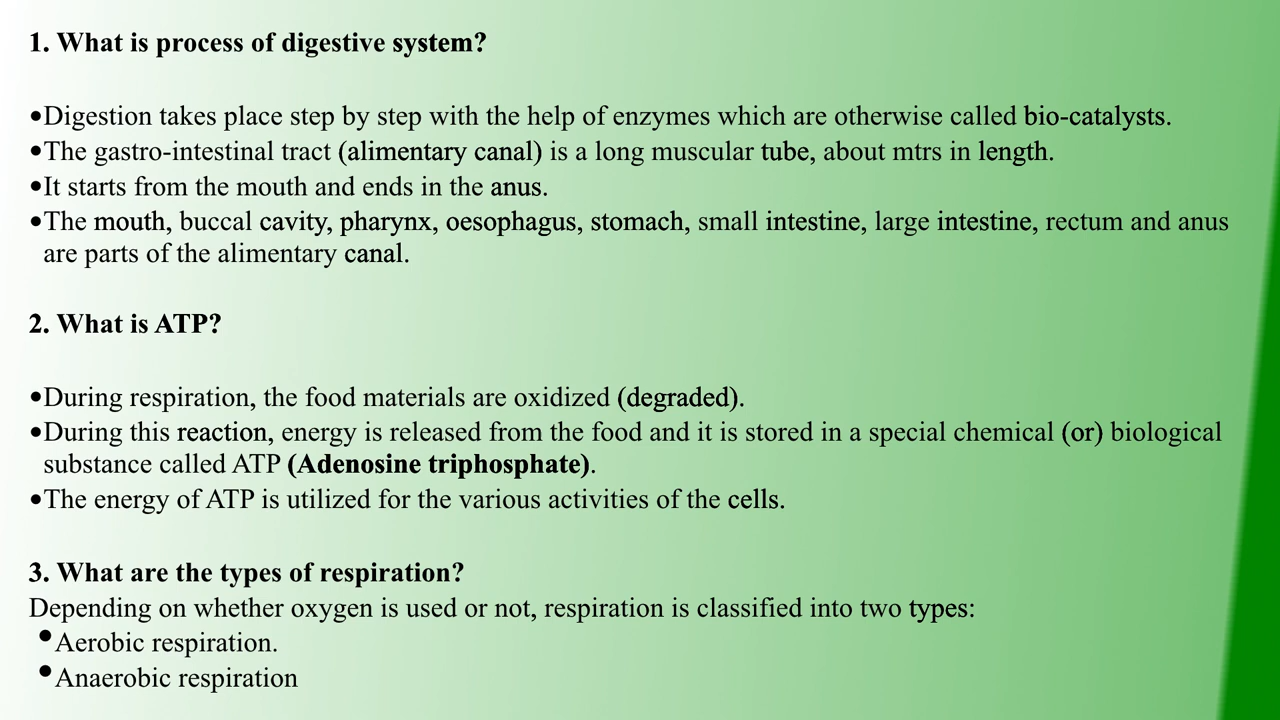 1. What is process of digestive system?
•Digestion takes place step by step with the help of enzymes which are otherwise called bio-catalysts.
•The gastro-intestinal tract (alimentary canal) is a long muscular tube, about mtrs in length.
•It starts from the mouth and ends in the anus.
•The mouth, buccal cavity, pharynx, oesophagus, stomach, small intestine, large intestine, rectum and anus
are parts of the alimentary canal.
2. What is ATP?
•During respiration, the food materials are oxidized (degraded).
•During this reaction, energy is released from the food and it is stored in a special chemical (or) biological
substance called ATP (Adenosine triphosphate).
•The energy of ATP is utilized for the various activities of the cells.
3. What are the types of respiration?
Depending on whether oxygen is used or not, respiration is classified into two types:
•Aerobic respiration.
•Anaerobic respiration